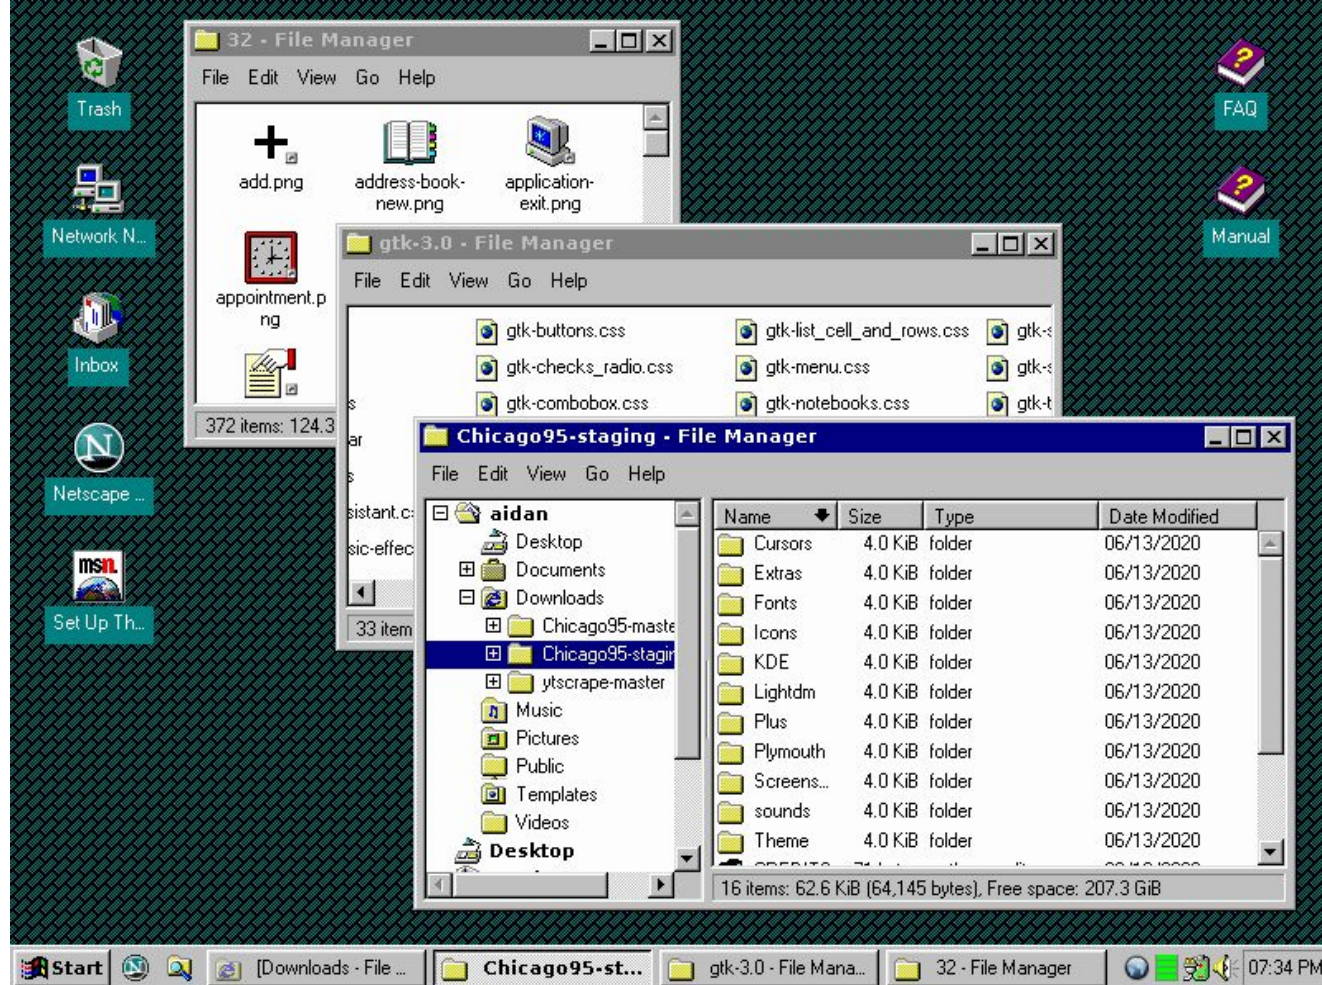 Trash
Network N...
Inbox
Netscape ...
msn.
Set Up Th...
FAQ
Manual
32 - File Manager
File Edit View Go Help
add.png
address-book-
new.png
application-
exit.png
appointment.p
ng
372 items: 124.3
gtk-3.0 - File Manager
File Edit View Go Help
gtk-buttons.css gtk-list_cell_and_rows.css gtk-s
gtk-checks_radio.css gtk-menu.css gtk-s
s gtk-combobox.css gtk-notebooks.css gtk-t
ar
s
sistant.c
sic-effec
33 item
Chicago95-staging - File Manager
File Edit View Go Help
aidan
Desktop
Documents
Downloads
Chicago95-maste
Chicago95-stagin
ytscrape-master
Music
Pictures
Public
Templates
Videos
Desktop
Name Size Type Date Modified
Cursors 4.0 KiB folder 06/13/2020
Extras 4.0 KiB folder 06/13/2020
Fonts 4.0 KiB folder 06/13/2020
Icons 4.0 KiB folder 06/13/2020
KDE 4.0 KiB folder 06/13/2020
Lightdm 4.0 KiB folder 06/13/2020
Plus 4.0 KiB folder 06/13/2020
Plymouth 4.0 KiB folder 06/13/2020
Screens... 4.0 KiB folder 06/13/2020
sounds 4.0 KiB folder 06/13/2020
Theme 4.0 KiB folder 06/13/2020
16 items: 62.6 KiB (64,145 bytes), Free space: 207.3 GiB
Start
[Downloads - File ...
Chicago95-st...
gtk-3.0 - File Mana...
32 - File Manager
07:34 PM